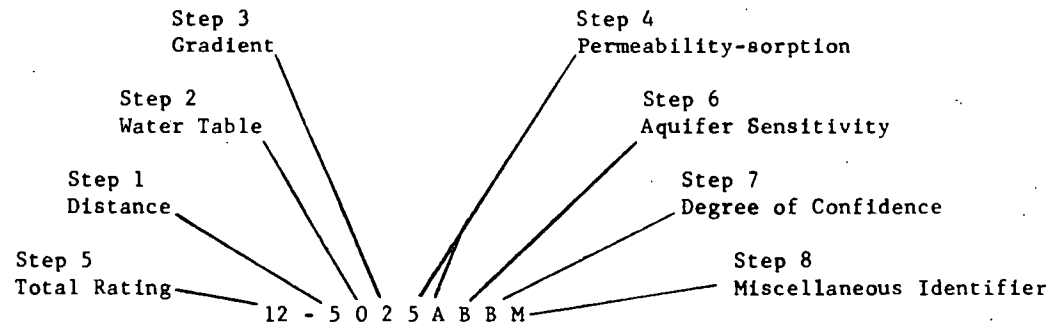 Step 3
Gradient
Step 4
Permeability-sorption
Step 2
Water Table
Step 6
Aquifer Sensitivity
Step 1
Distance
Step 7
Degree of Confidence
Step 5
Total Rating
Step 8
Miscellaneous Identifier
12 - 5 0 2 5 A B B M